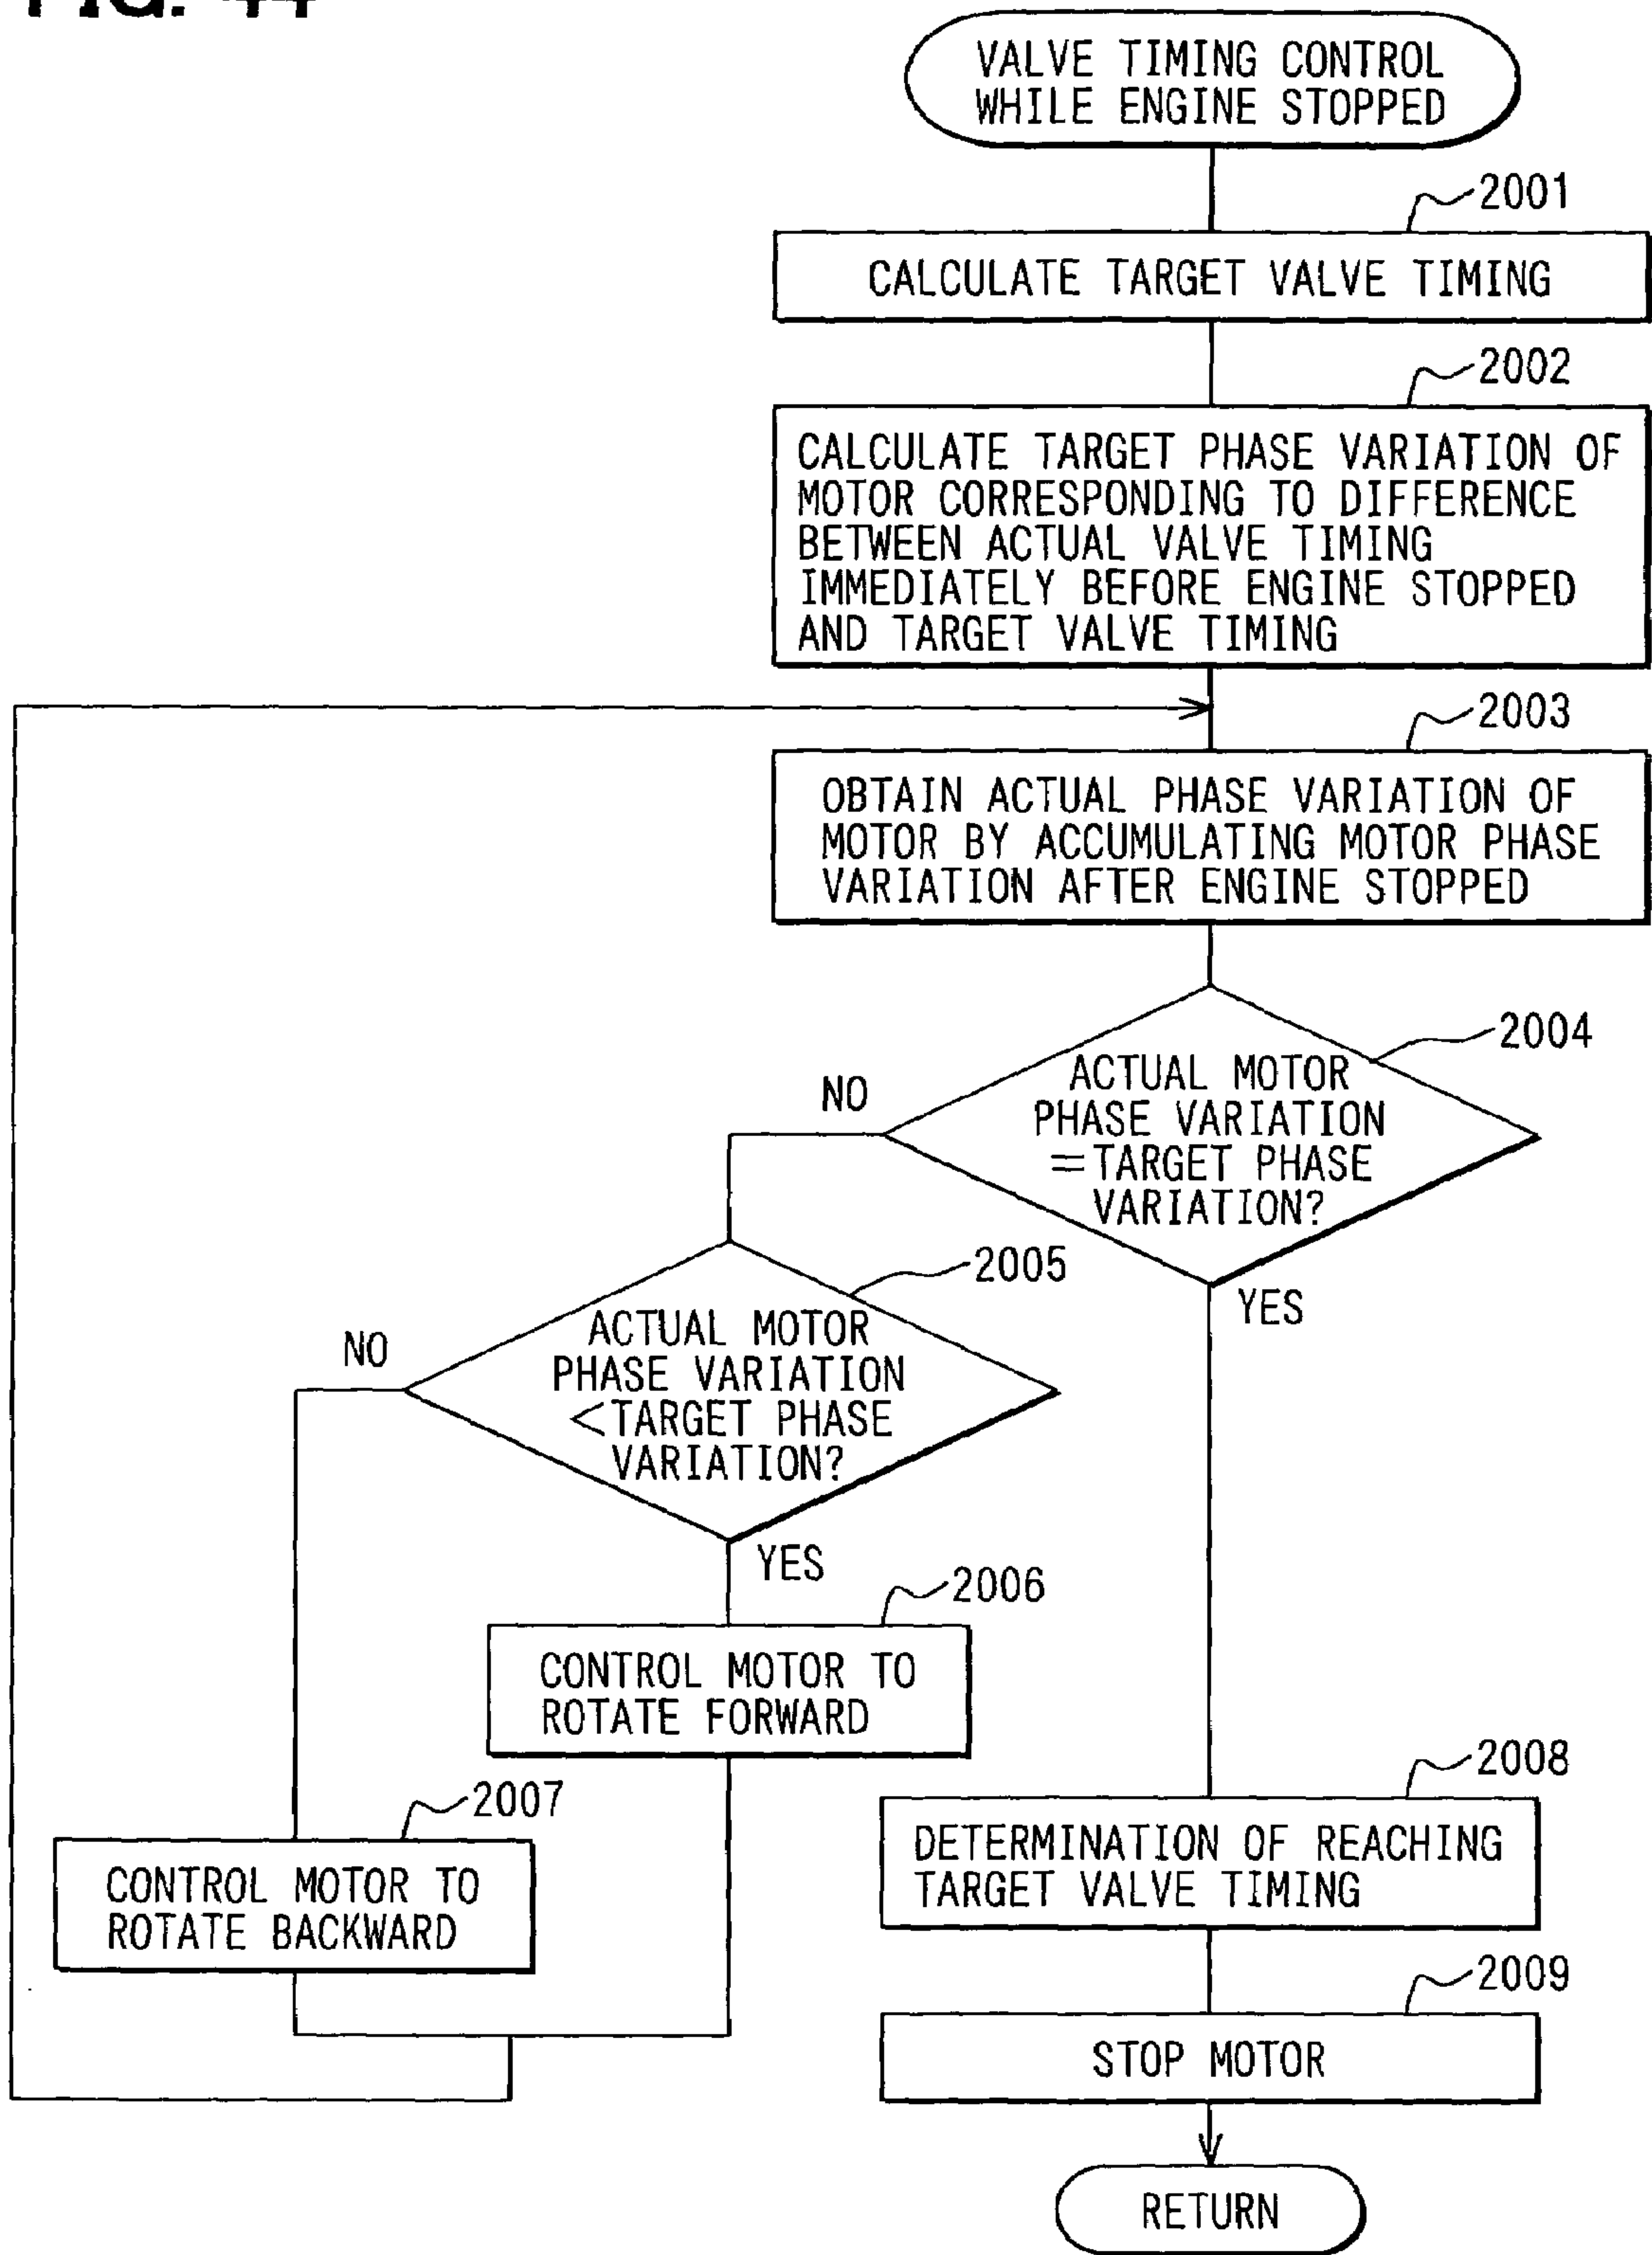 FIG. 44
VALVE TIMING CONTROL
WHILE ENGINE STOPPED
2001
CALCULATE TARGET VALVE TIMING
2002
CALCULATE TARGET PHASE VARIATION OF
MOTOR CORRESPONDING TO DIFFERENCE
BETWEEN ACTUAL VALVE TIMING
IMMEDIATELY BEFORE ENGINE STOPPED
AND TARGET VALVE TIMING
2003
OBTAIN ACTUAL PHASE VARIATION OF
MOTOR BY ACCUMULATING MOTOR PHASE
VARIATION AFTER ENGINE STOPPED
2004
ACTUAL MOTOR
PHASE VARIATION
=TARGET PHASE
VARIATION?
NO
YES
2005
ACTUAL MOTOR
PHASE VARIATION
<TARGET PHASE
VARIATION?
NO
YES
2006
CONTROL MOTOR TO
ROTATE FORWARD
2007
CONTROL MOTOR TO
ROTATE BACKWARD
2008
DETERMINATION OF REACHING
TARGET VALVE TIMING
2009
STOP MOTOR
RETURN